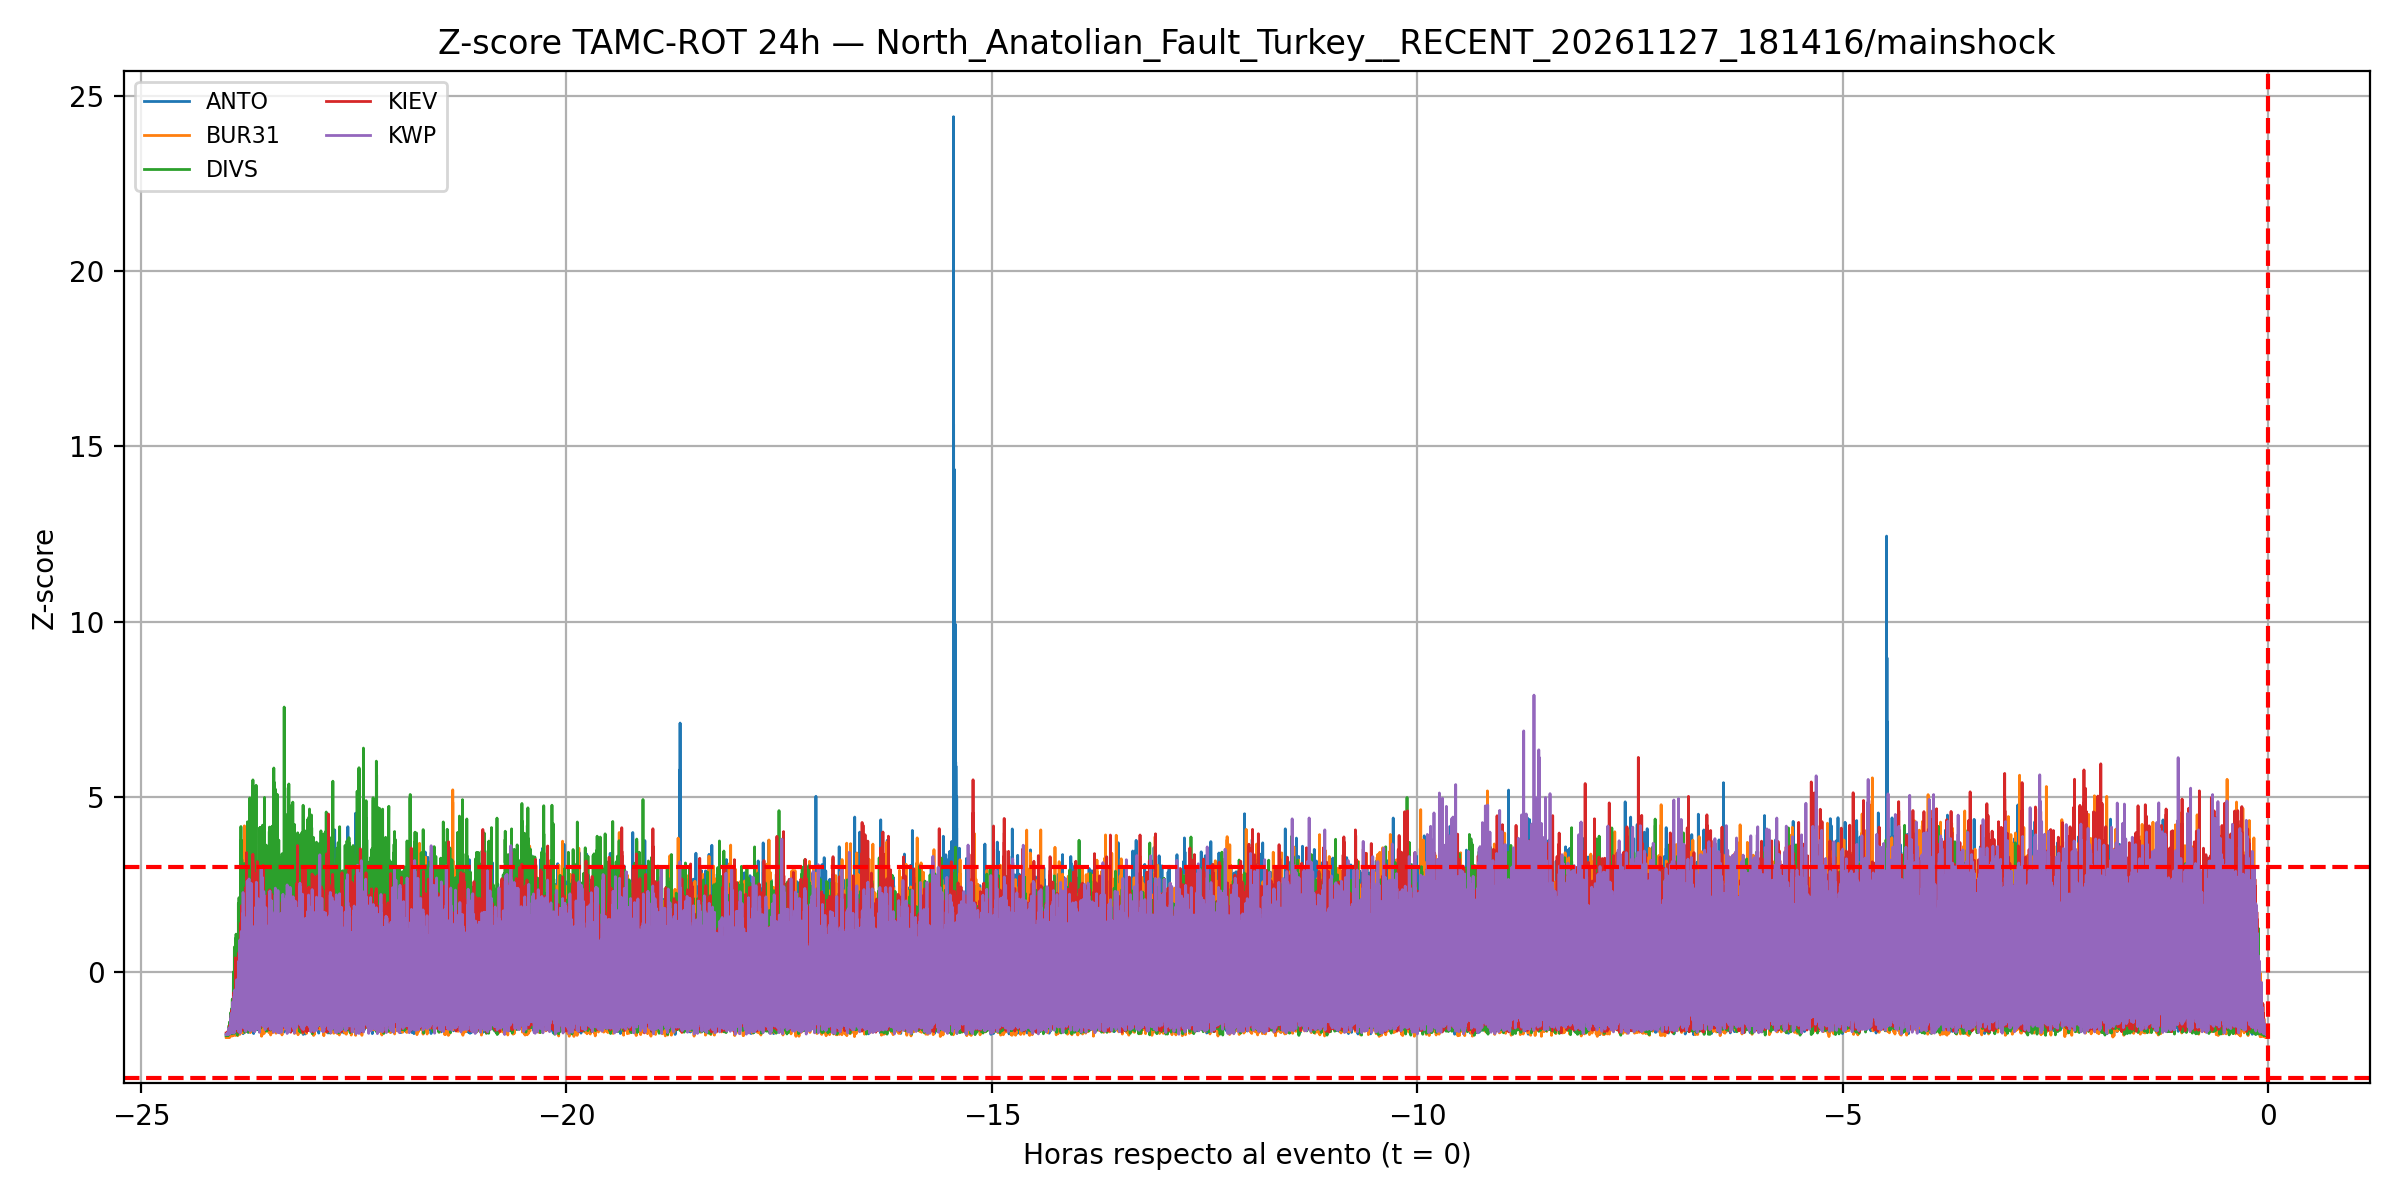 Z-score TAMC-ROT 24h — North_Anatolian_Fault_Turkey__RECENT_20261127_181416/mainshock
25
20
15
10
5
0
Z-score
ANTO
BUR31
DIVS
KIEV
KWP
−25
−20
−15
−10
−5
0
Horas respecto al evento (t = 0)